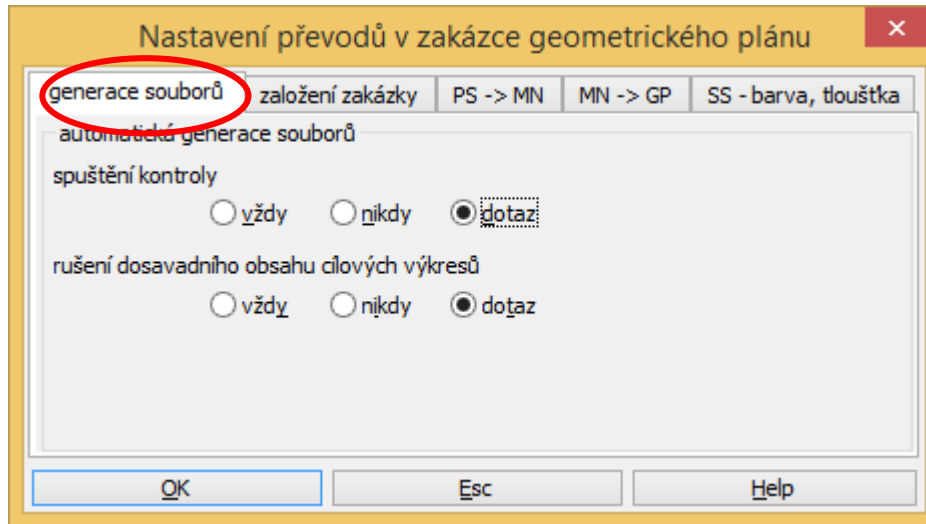 Nastavení převodů v zakázce geometrického plánu
generace souborů založení zakázky PS -> MN MN -> GP SS - barva, tloušťka
automatická generace souborů
spuštění kontroly
vždy nikdy dotaz
rušení dosavadního obsahu cílových výkresů
vždy nikdy dotaz
OK Esc Help